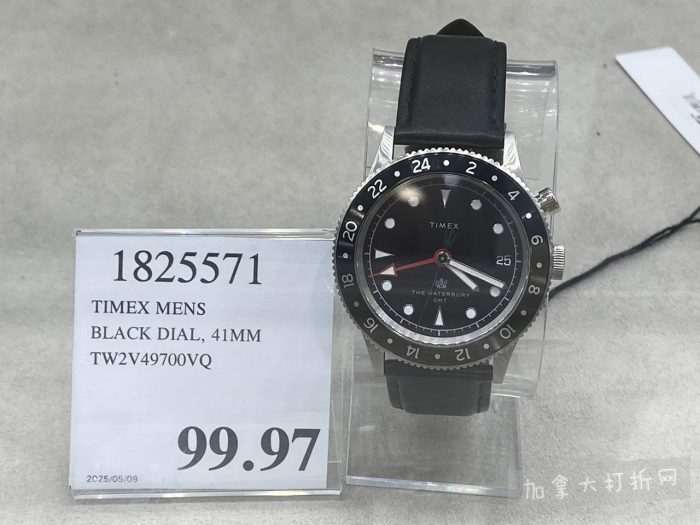 1825571
TIMEX MENS
BLACK DIAL, 41MM
TW2V49700VQ
99.97
2025/05/09
24 2 4 6 8 10 12 14 16 18 20 22
TIMEX
25
THE WATERBURY
GMT
加拿大打折网